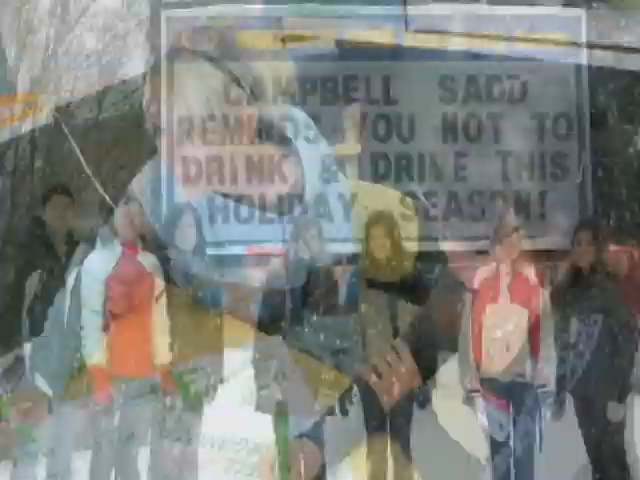 CAMPBELL SADD
REMINDS YOU NOT TO
DRINK & DRIVE THIS
HOLIDAY SEASON!